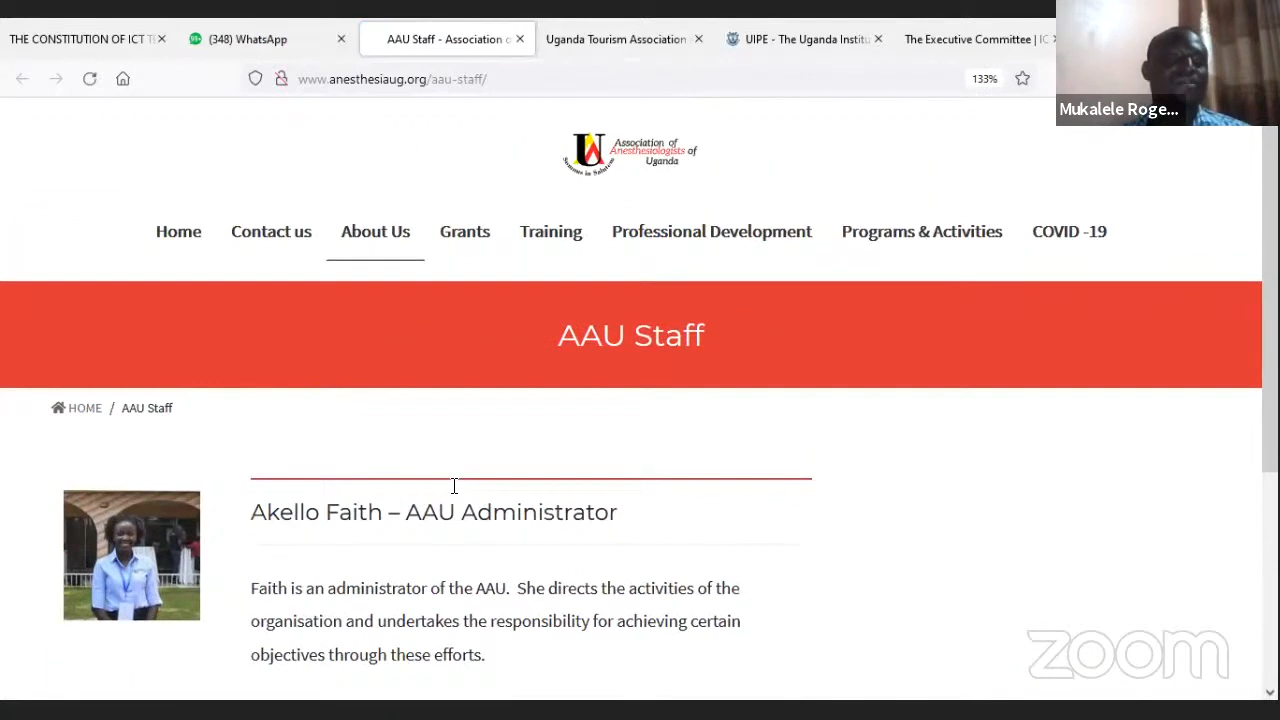 THE CONSTITUTION OF ICT TE
99+
(348) WhatsApp
AAU Staff - Association o
Uganda Tourism Association
UIPE - The Uganda Institu
The Executive Committee | IC
www.anesthesiaug.org/aau-staff/
133%
Mukalele Roge...
U
Association of
Anesthesiologists of
Uganda
Home
Contact us
About Us
Grants
Training
Professional Development
Programs & Activities
COVID -19
AAU Staff
HOME / AAU Staff
Akello Faith – AAU Administrator
Faith is an administrator of the AAU. She directs the activities of the
organisation and undertakes the responsibility for achieving certain
objectives through these efforts.
zoom